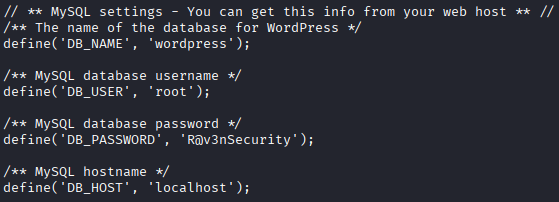 // ** MySQL settings - You can get this info from your web host ** //
/** The name of the database for WordPress */
define('DB_NAME', 'wordpress');
/** MySQL database username */
define('DB_USER', 'root');
/** MySQL database password */
define('DB_PASSWORD', 'R@v3nSecurity');
/** MySQL hostname */
define('DB_HOST', 'localhost');